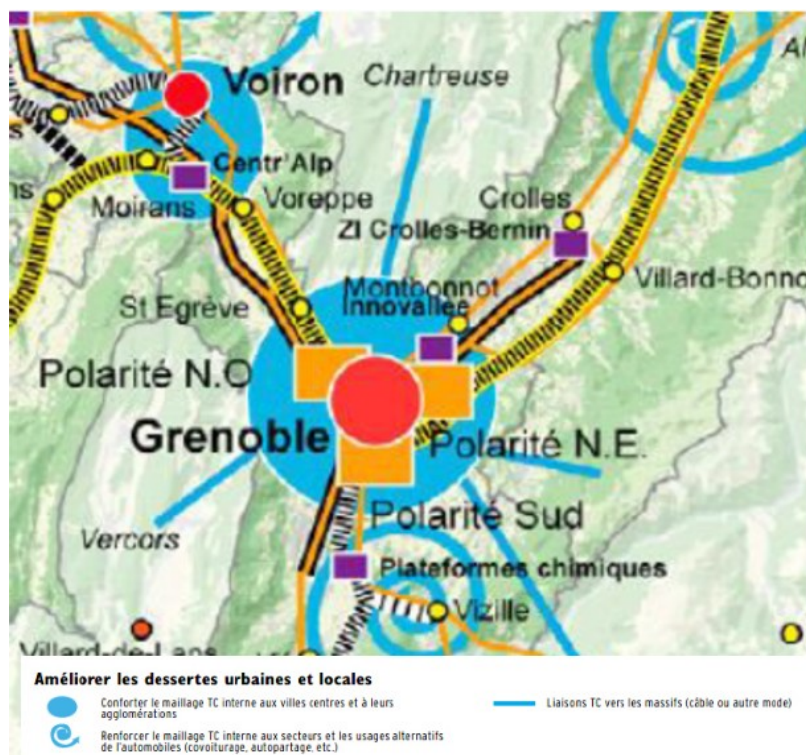 Voiron
Chartreuse
Centr'Alp
Moirans
Voreppe
Crolles
ZI Crolles-Bernin
Montbonnot
Innovallée
Villard-Bonno
St Egrève
Polarité N.O
Grenoble
Polarité N.E.
Polarité Sud
Vercors
Plateformes chimiques
Vizille
Villard-de-Lans
Améliorer les dessertes urbaines et locales
Conforter le maillage TC interne aux villes centres et à leurs
agglomérations
Liaisons TC vers les massifs (câble ou autre mode)
Renforcer le maillage TC interne aux secteurs et les usages alternatifs
de l'automobiles (covoiturage, autopartage, etc.)